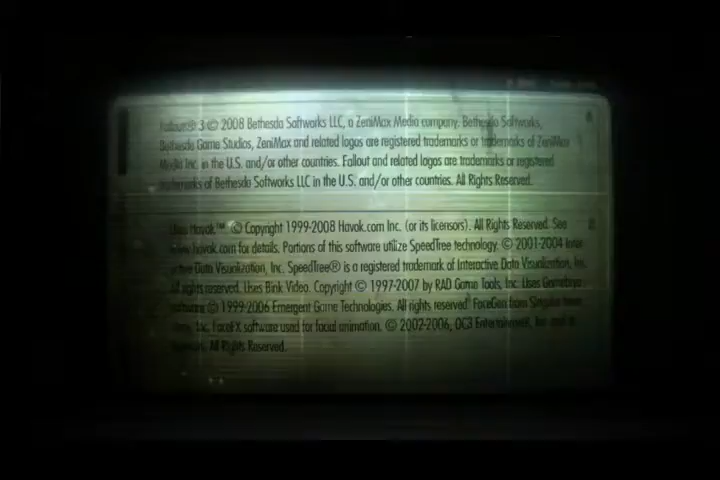 Fallout® 3 © 2008 Bethesda Softworks LLC, a ZeniMax Media company. Bethesda Softworks,
Bethesda Game Studios, ZeniMax and related logos are registered trademarks or trademarks of ZeniMax
Media Inc. in the U.S. and/or other countries. Fallout and related logos are trademarks or registered
trademarks of Bethesda Softworks LLC in the U.S. and/or other countries. All Rights Reserved.
Uses Havok.™ © Copyright 1999-2008 Havok.com Inc. (or its licensors). All Rights Reserved. See
www.havok.com for details. Portions of this software utilize SpeedTree technology. © 2001-2004 Inter-
active Data Visualization, Inc. SpeedTree® is a registered trademark of Interactive Data Visualization, Inc.
All rights reserved. Uses Bink Video. Copyright © 1997-2007 by RAD Game Tools, Inc. Uses Gamebryo
software © 1999-2006 Emergent Game Technologies. All rights reserved. FaceGen from Singular
Inc. FaceFX software used for facial animation. © 2002-2006, OC3 Entertainment, Inc. and its
All Rights Reserved.